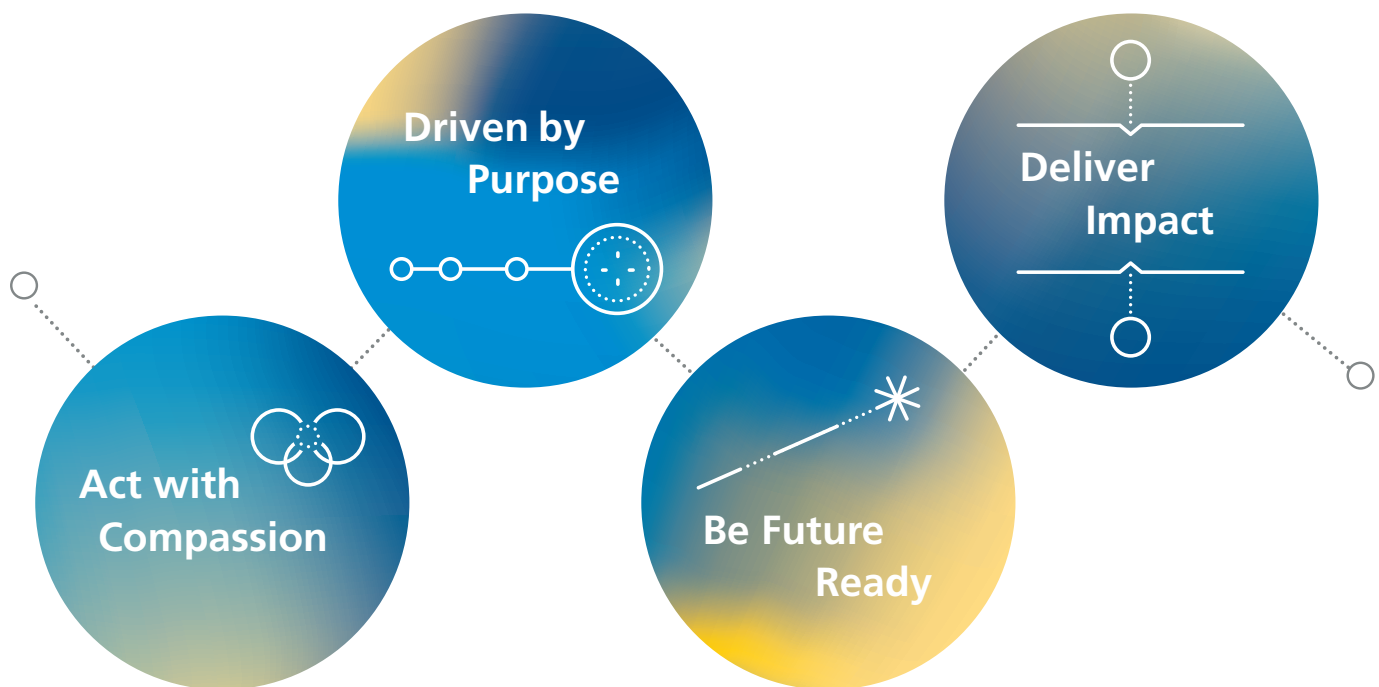 Act with
Compassion
Driven by
Purpose
Be Future
Ready
Deliver
Impact